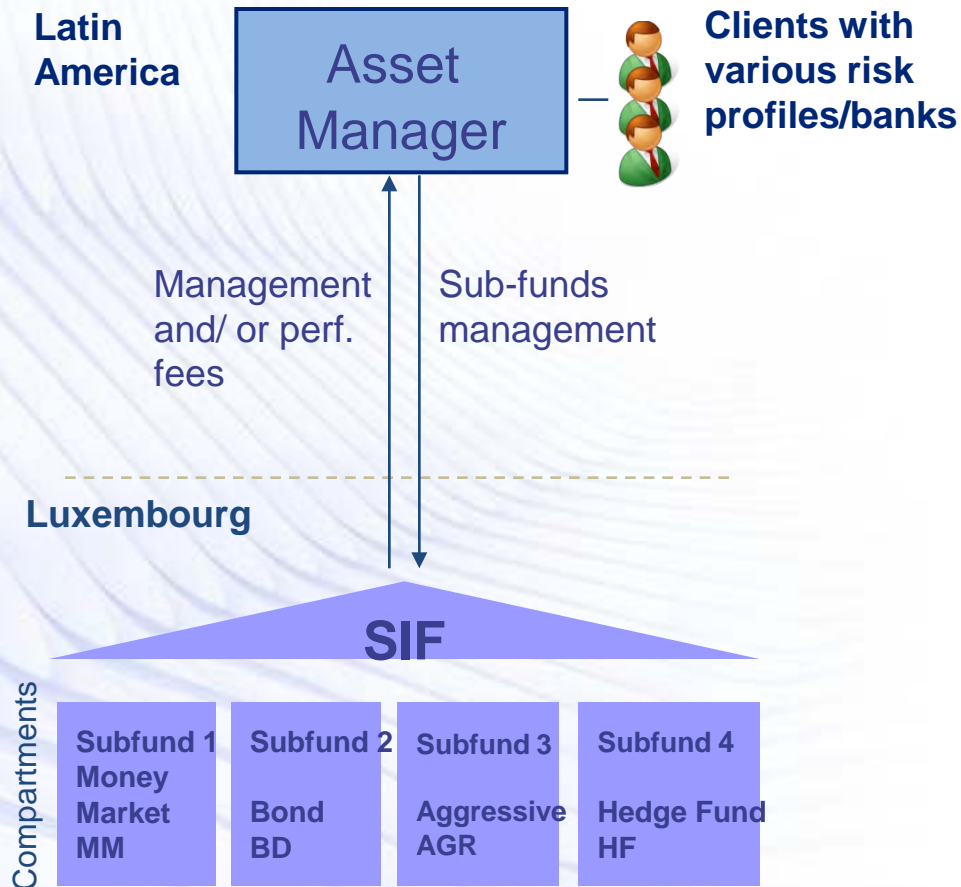 Latin
America
Asset
Manager
Clients with
various risk
profiles/banks
Management
and/ or perf.
fees
Sub-funds
management
Luxembourg
SIF
Compartments
Subfund 1
Money
Market
MM
Subfund 2
Bond
BD
Subfund 3
Aggressive
AGR
Subfund 4
Hedge Fund
HF